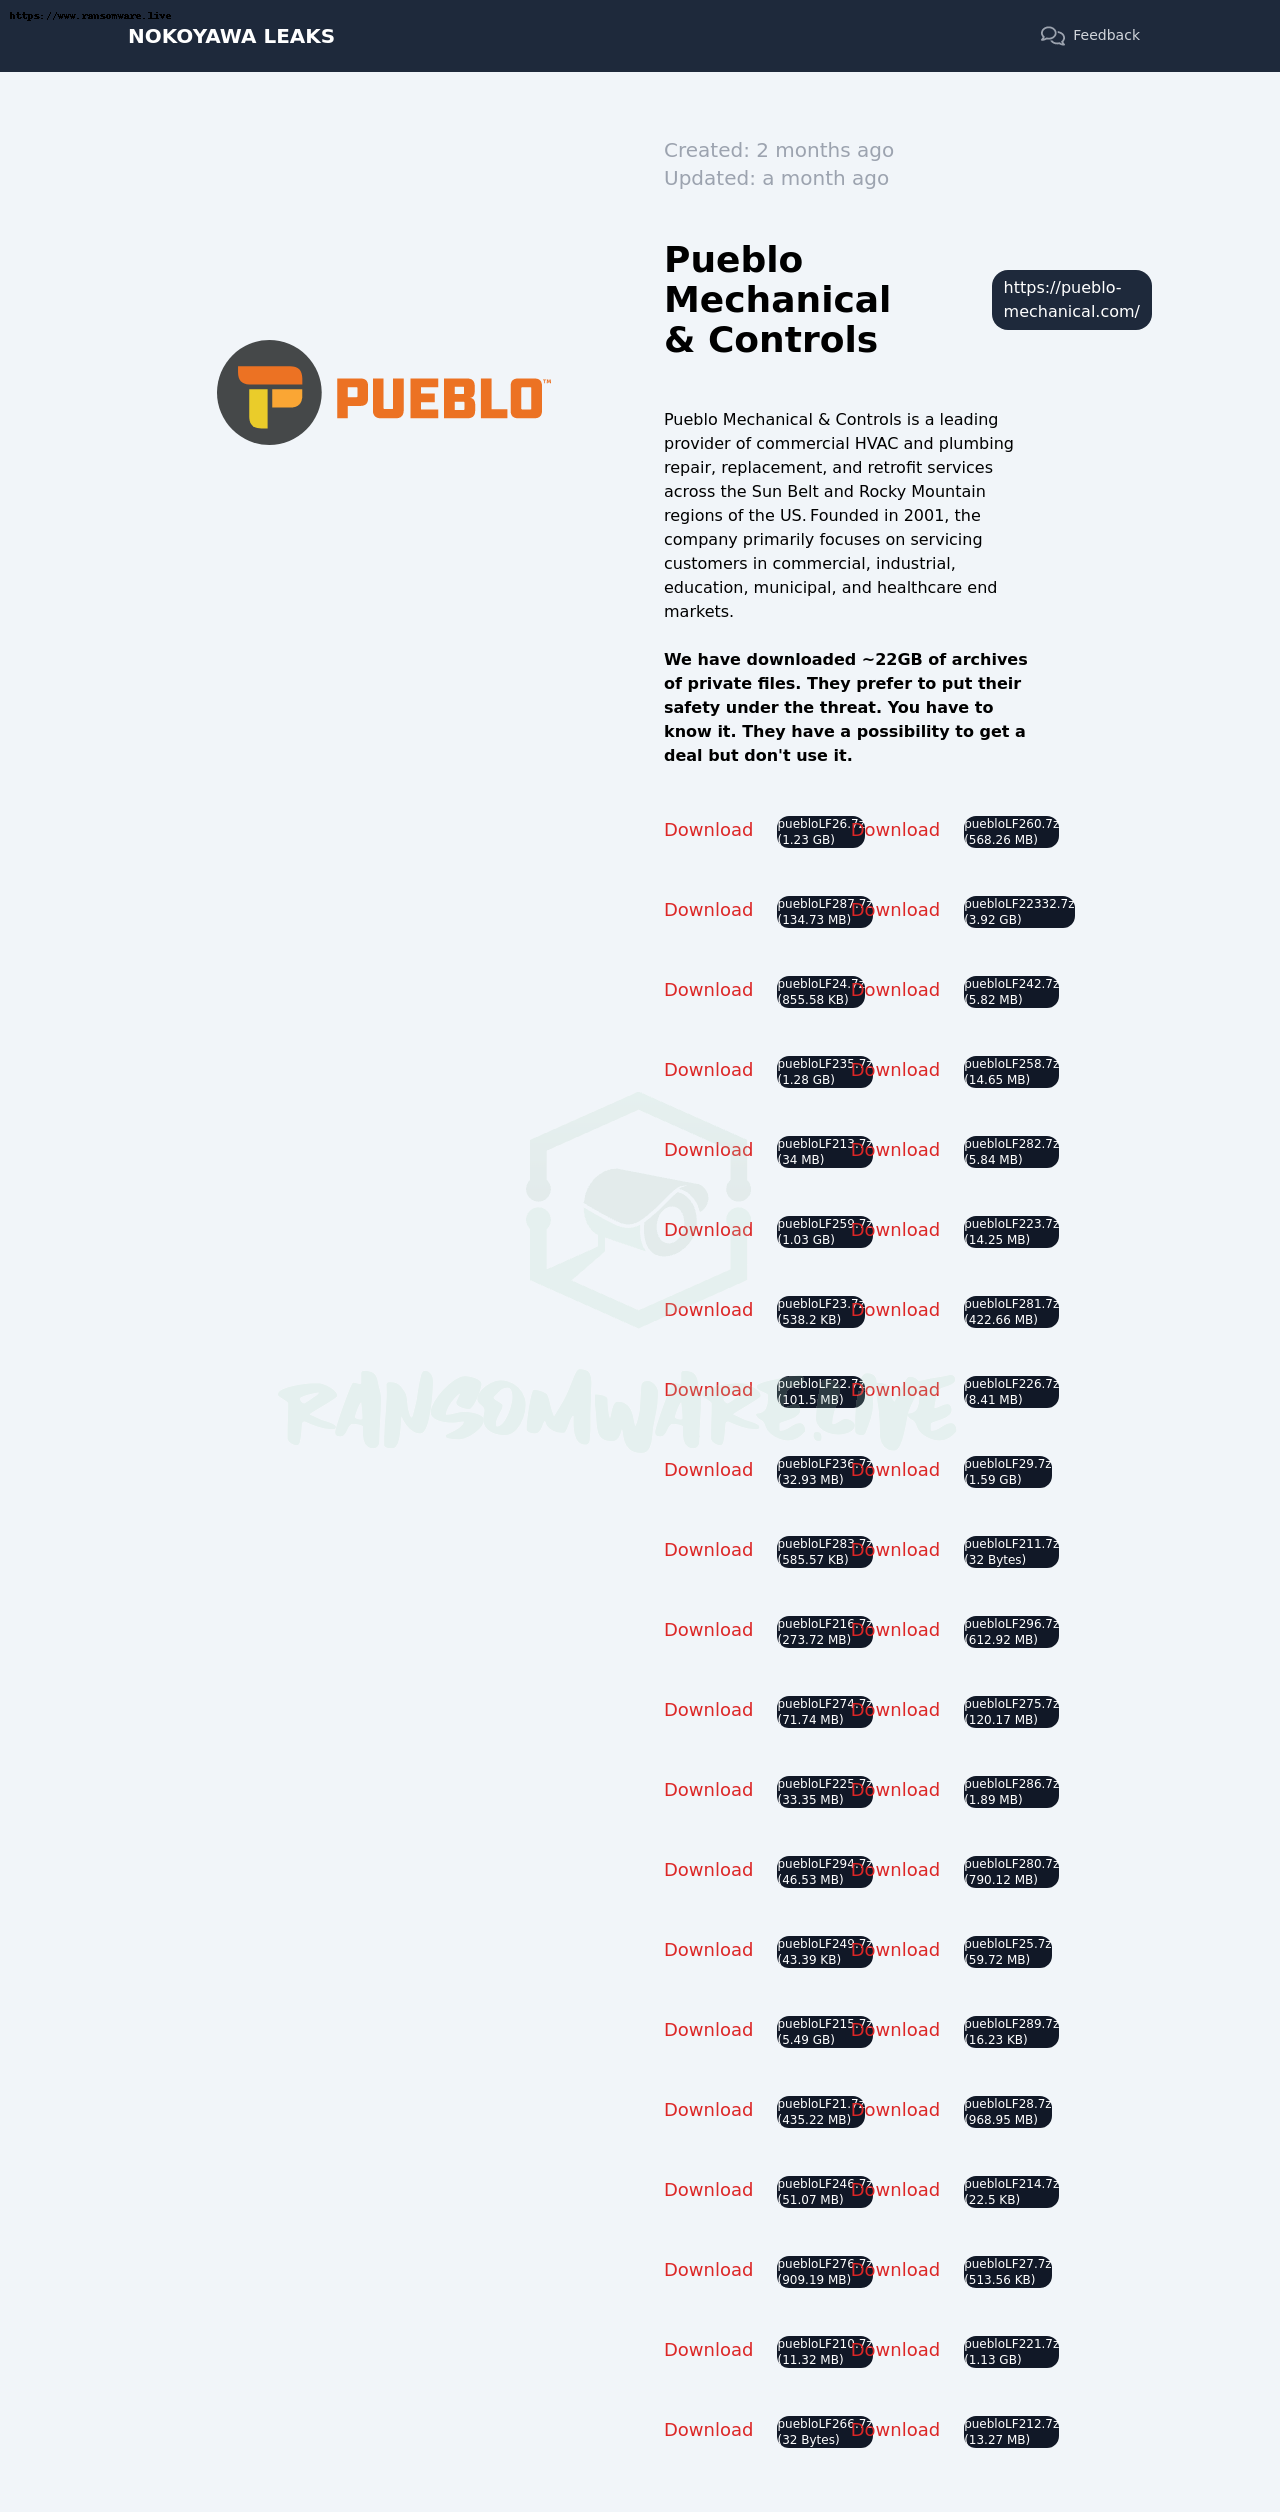 https://www.ransomware.live
NOKOYAWA LEAKS
Feedback
Created: 2 months ago
Updated: a month ago
Pueblo
Mechanical
& Controls
https://pueblo-
mechanical.com/
PUEBLO™
Pueblo Mechanical & Controls is a leading
provider of commercial HVAC and plumbing
repair, replacement, and retrofit services
across the Sun Belt and Rocky Mountain
regions of the US. Founded in 2001, the
company primarily focuses on servicing
customers in commercial, industrial,
education, municipal, and healthcare end
markets.
We have downloaded ~22GB of archives
of private files. They prefer to put their
safety under the threat. You have to
know it. They have a possibility to get a
deal but don't use it.
Download puebloLF26.7z (1.23 GB)
Download puebloLF260.7z (568.26 MB)
Download puebloLF287.7z (134.73 MB)
Download puebloLF22332.7z (3.92 GB)
Download puebloLF24.7z (855.58 KB)
Download puebloLF242.7z (5.82 MB)
Download puebloLF235.7z (1.28 GB)
Download puebloLF258.7z (14.65 MB)
Download puebloLF213.7z (34 MB)
Download puebloLF282.7z (5.84 MB)
Download puebloLF259.7z (1.03 GB)
Download puebloLF223.7z (14.25 MB)
Download puebloLF23.7z (538.2 KB)
Download puebloLF281.7z (422.66 MB)
Download puebloLF22.7z (101.5 MB)
Download puebloLF226.7z (8.41 MB)
RANSOMWARE.LIVE
Download puebloLF236.7z (32.93 MB)
Download puebloLF29.7z (1.59 GB)
Download puebloLF283.7z (585.57 KB)
Download puebloLF211.7z (32 Bytes)
Download puebloLF216.7z (273.72 MB)
Download puebloLF296.7z (612.92 MB)
Download puebloLF274.7z (71.74 MB)
Download puebloLF275.7z (120.17 MB)
Download puebloLF225.7z (33.35 MB)
Download puebloLF286.7z (1.89 MB)
Download puebloLF294.7z (46.53 MB)
Download puebloLF280.7z (790.12 MB)
Download puebloLF249.7z (43.39 KB)
Download puebloLF25.7z (59.72 MB)
Download puebloLF215.7z (5.49 GB)
Download puebloLF289.7z (16.23 KB)
Download puebloLF21.7z (435.22 MB)
Download puebloLF28.7z (968.95 MB)
Download puebloLF246.7z (51.07 MB)
Download puebloLF214.7z (22.5 KB)
Download puebloLF276.7z (909.19 MB)
Download puebloLF27.7z (513.56 KB)
Download puebloLF210.7z (11.32 MB)
Download puebloLF221.7z (1.13 GB)
Download puebloLF266.7z (32 Bytes)
Download puebloLF212.7z (13.27 MB)